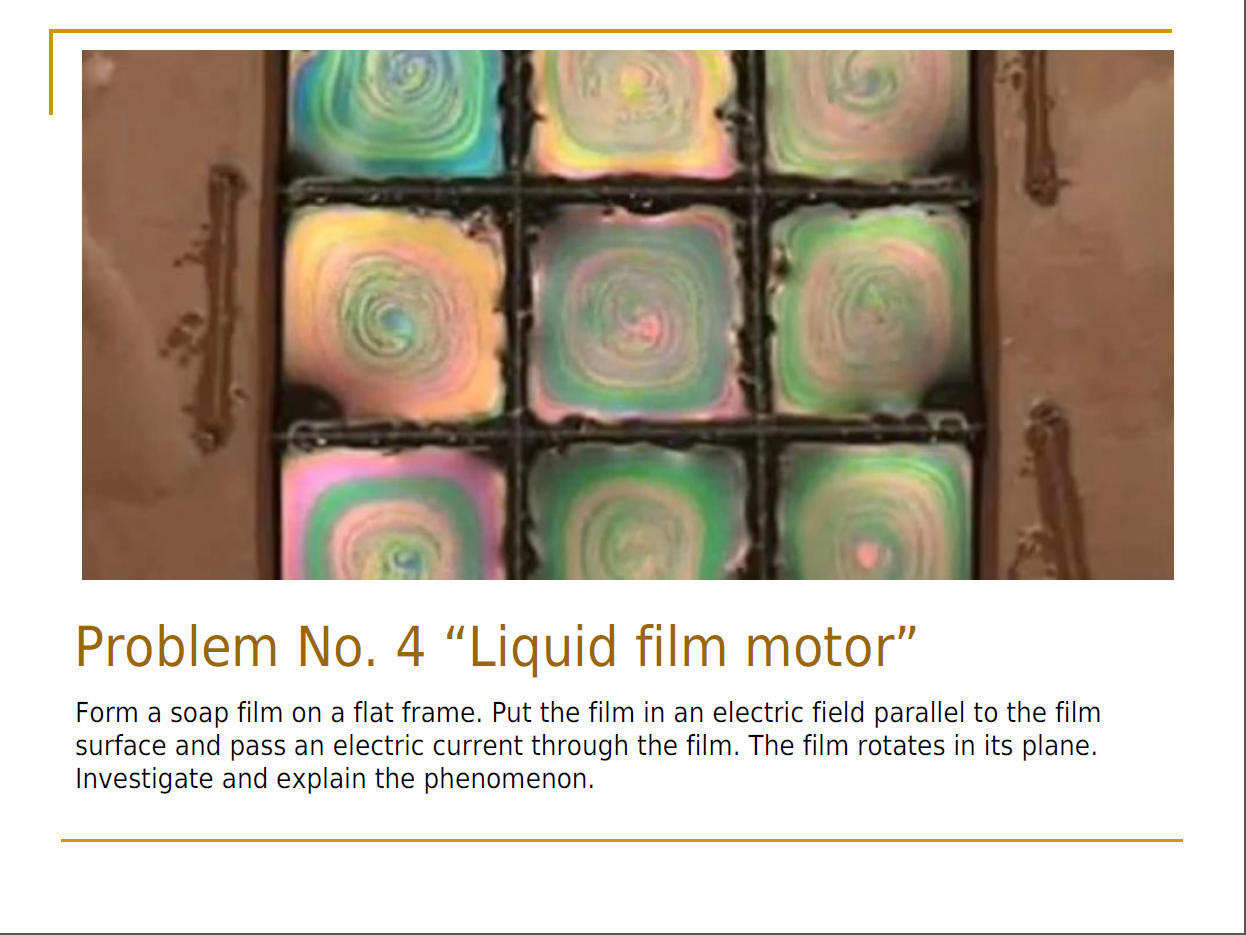 Problem No. 4 “Liquid film motor”
Form a soap film on a flat frame. Put the film in an electric field parallel to the film
surface and pass an electric current through the film. The film rotates in its plane.
Investigate and explain the phenomenon.